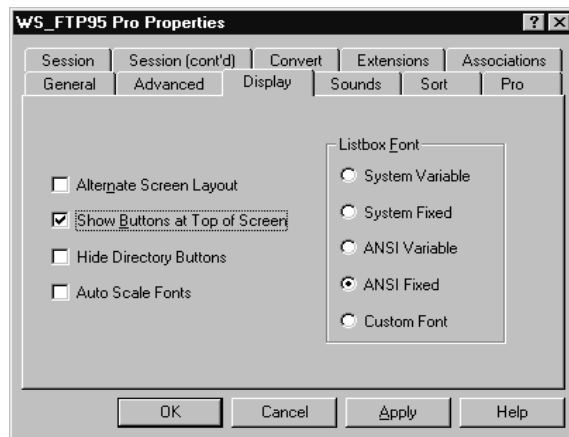 WS_FTP95 Pro Properties
Session Session (cont'd) Convert Extensions Associations
General Advanced Display Sounds Sort Pro
Alternate Screen Layout
Show Buttons at Top of Screen
Hide Directory Buttons
Auto Scale Fonts
Listbox Font
System Variable
System Fixed
ANSI Variable
ANSI Fixed
Custom Font
OK Cancel Apply Help